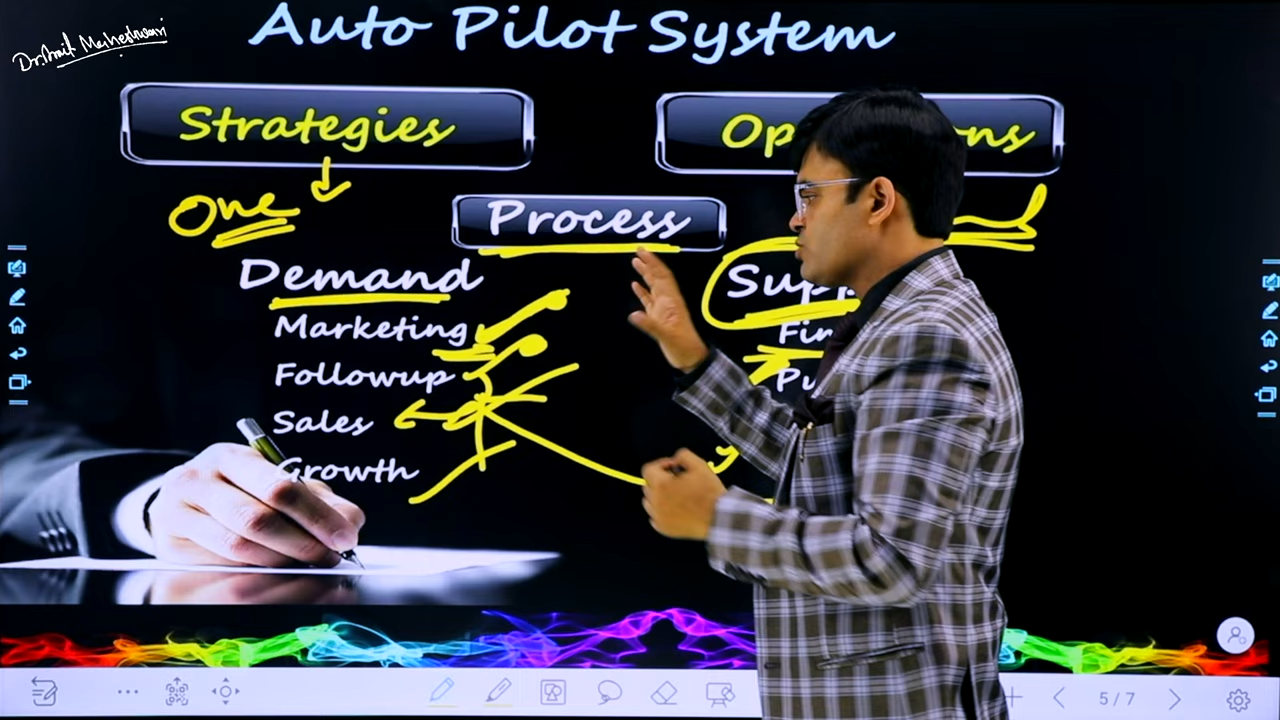 Auto Pilot System
Dr. Amit Maheshwari
Strategies
One
Process
Demand
Marketing
Followup
Sales
Growth
5/7